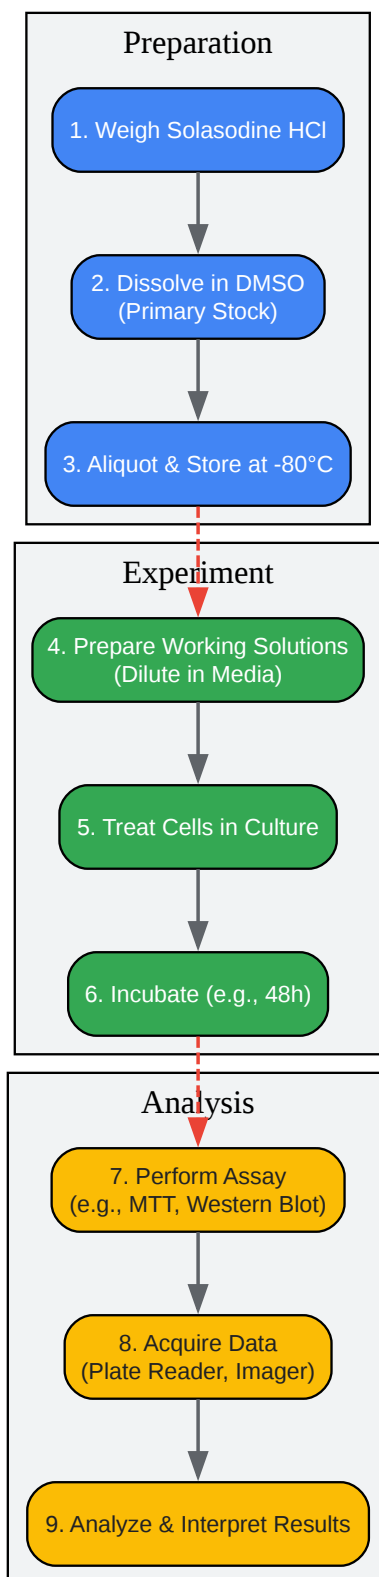 Preparation
1. Weigh Solasodine HCl
2. Dissolve in DMSO
(Primary Stock)
3. Aliquot & Store at -80°C
Experiment
4. Prepare Working Solutions
(Dilute in Media)
5. Treat Cells in Culture
6. Incubate (e.g., 48h)
Analysis
7. Perform Assay
(e.g., MTT, Western Blot)
8. Acquire Data
(Plate Reader, Imager)
9. Analyze & Interpret Results